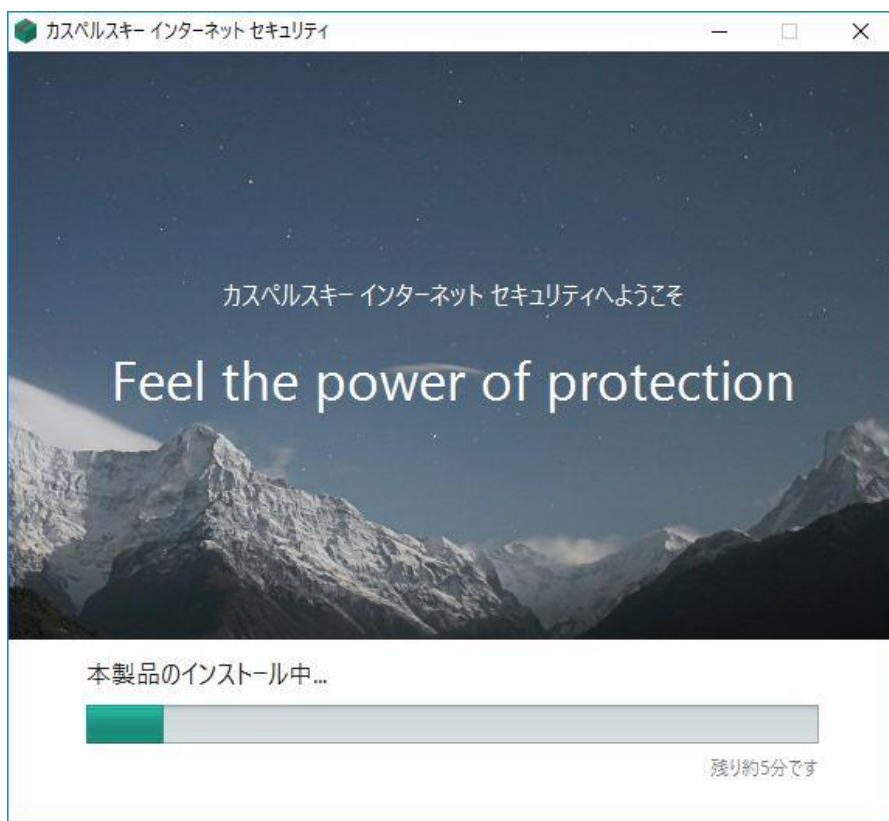 カスペルスキー インターネット セキュリティ
カスペルスキー インターネット セキュリティへようこそ
Feel the power of protection
本製品のインストール中...
残り約5分です